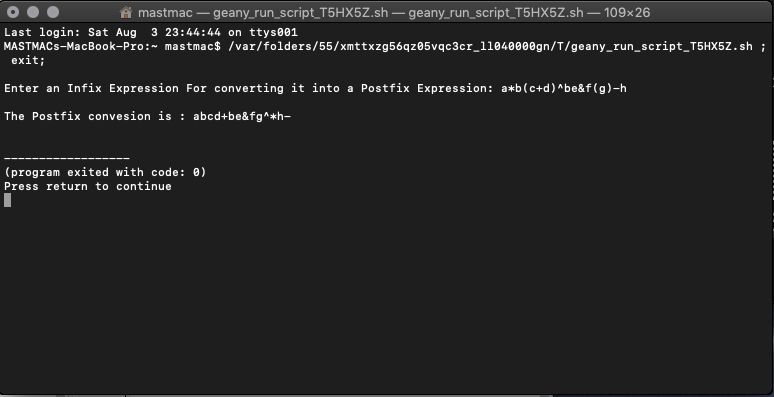 mastmac — geany_run_script_T5HX5Z.sh — geany_run_script_T5HX5Z.sh — 109×26
Last login: Sat Aug  3 23:44:44 on ttys001
MASTMACs-MacBook-Pro:~ mastmac$ /var/folders/55/xmttxzg56qz05vqc3cr_ll040000gn/T/geany_run_script_T5HX5Z.sh ;
 exit;
Enter an Infix Expression For converting it into a Postfix Expression: a*b(c+d)^be&f(g)-h
The Postfix convesion is : abcd+be&fg^*h-
------------------
(program exited with code: 0)
Press return to continue